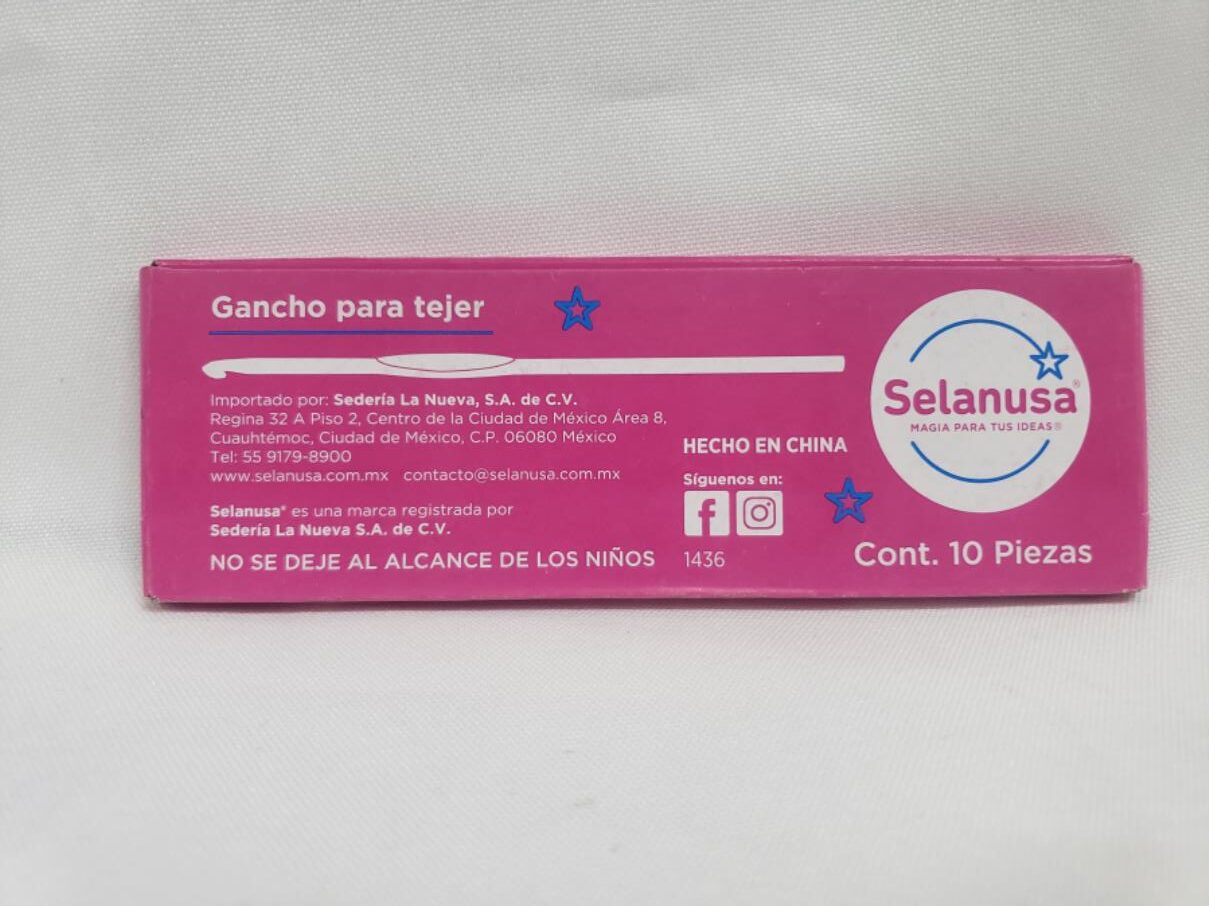 Gancho para tejer
Importado por: Sedería La Nueva, S.A. de C.V.
Regina 32 A Piso 2, Centro de la Ciudad de México Área 8,
Cuauhtémoc, Ciudad de México, C.P. 06080 México
Tel: 55 9179-8900
www.selanusa.com.mx contacto@selanusa.com.mx
Selanusa® es una marca registrada por
Sedería La Nueva S.A. de C.V.
NO SE DEJE AL ALCANCE DE LOS NIÑOS
HECHO EN CHINA
Síguenos en:
1436
Selanusa®
MAGIA PARA TUS IDEAS®
Cont. 10 Piezas